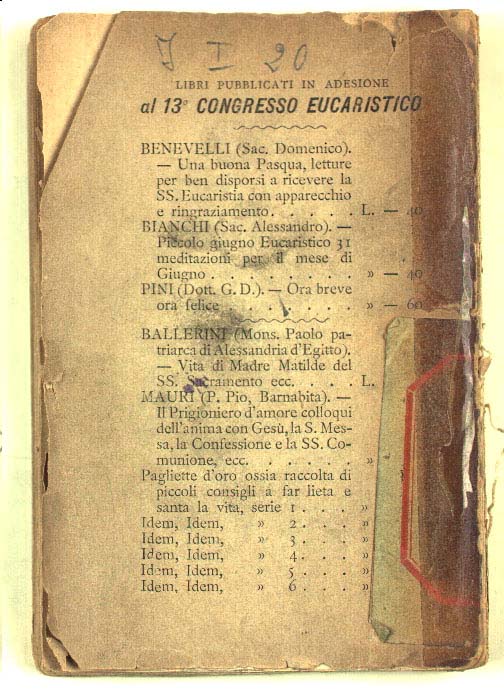 J I 20
LIBRI PUBBLICATI IN ADESIONE
al 13° CONGRESSO EUCARISTICO
BENEVELLI (Sac. Domenico).
— Una buona Pasqua, letture
per ben disporsi a ricevere la
SS. Eucaristia con apparecchio
e ringraziamento. . . . . L. — 40
BIANCHI (Sac. Alessandro). —
Piccolo giugno Eucaristico 31
meditazioni per il mese di
Giugno . . . . . . . . » — 40
PINI (Dott. G. D.). — Ora breve
ora felice . . . . . . » — 60
BALLERINI (Mons. Paolo pa-
triarca di Alessandria d'Egitto).
— Vita di Madre Matilde del
SS. Sacramento ecc. . . . L.
MAURI (P. Pio, Barnabita). —
Il Prigioniero d'amore colloqui
dell'anima con Gesù, la S. Mes-
sa, la Confessione e la SS. Co-
munione, ecc. . . . . . »
Pagliette d'oro ossia raccolta di
piccoli consigli a far lieta e
santa la vita, serie 1 . . . »
Idem, Idem, » 2 . . . »
Idem, Idem, » 3 . . . »
Idem, Idem, » 4 . . . »
Idem, Idem, » 5 . . . »
Idem, Idem, » 6 . . . »